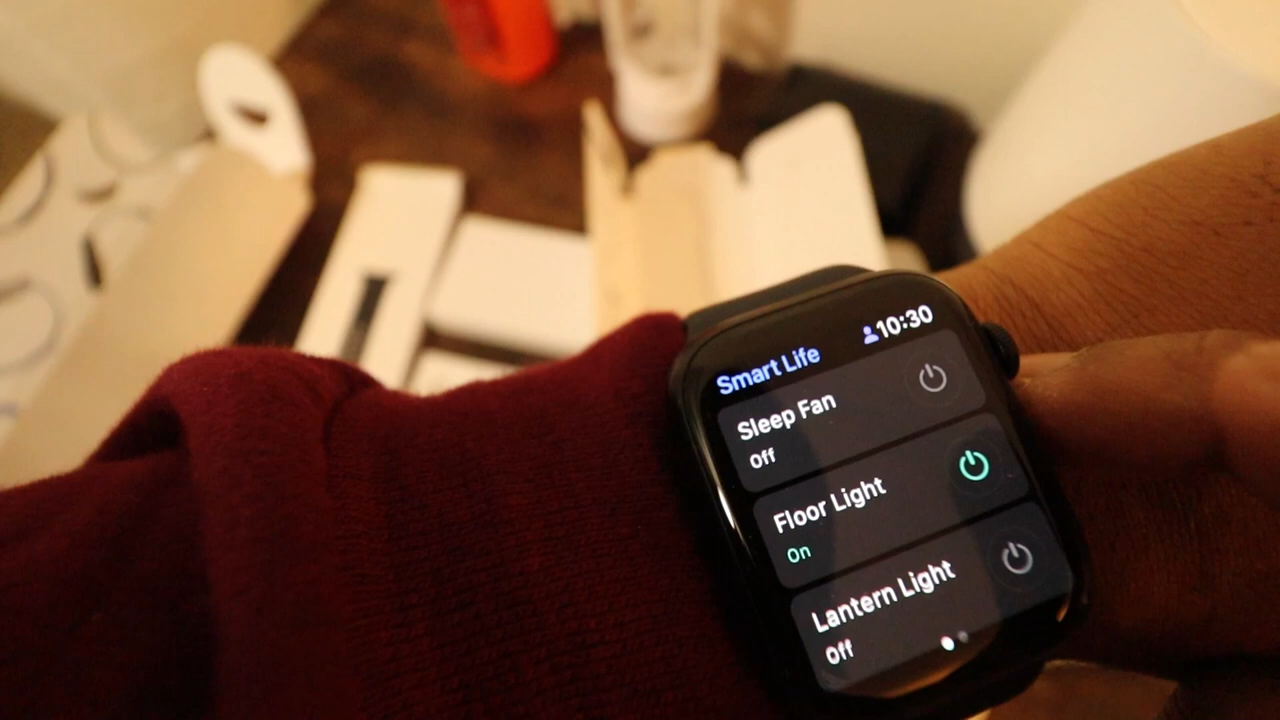 10:30
Smart Life
Sleep Fan
Off
Floor Light
On
Lantern Light
Off